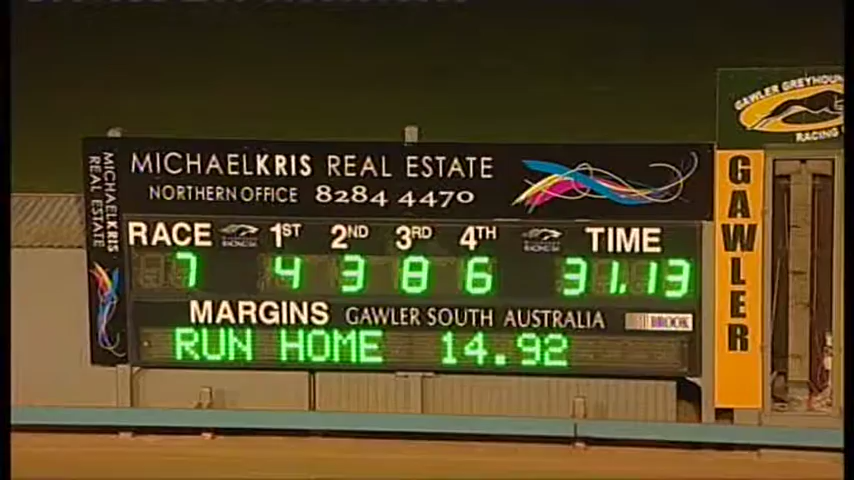 GAWLER GREYHOUND
RACING
MICHAELKRIS REAL ESTATE
NORTHERN OFFICE 8284 4470
MICHAELKRIS
REAL ESTATE
RACE 1ST 2ND 3RD 4TH TIME
7 4 3 8 6 31.13
MARGINS GAWLER SOUTH AUSTRALIA
RUN HOME 14.92
GAWLER